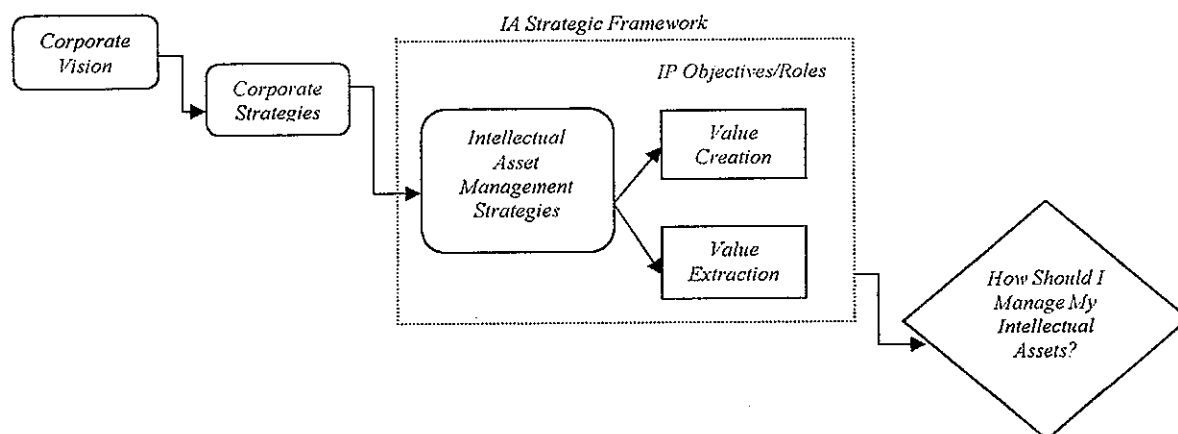 IA Strategic Framework
Corporate
Vision
Corporate
Strategies
IP Objectives/Roles
Intellectual
Asset
Management
Strategies
Value
Creation
Value
Extraction
How Should I
Manage My
Intellectual
Assets?